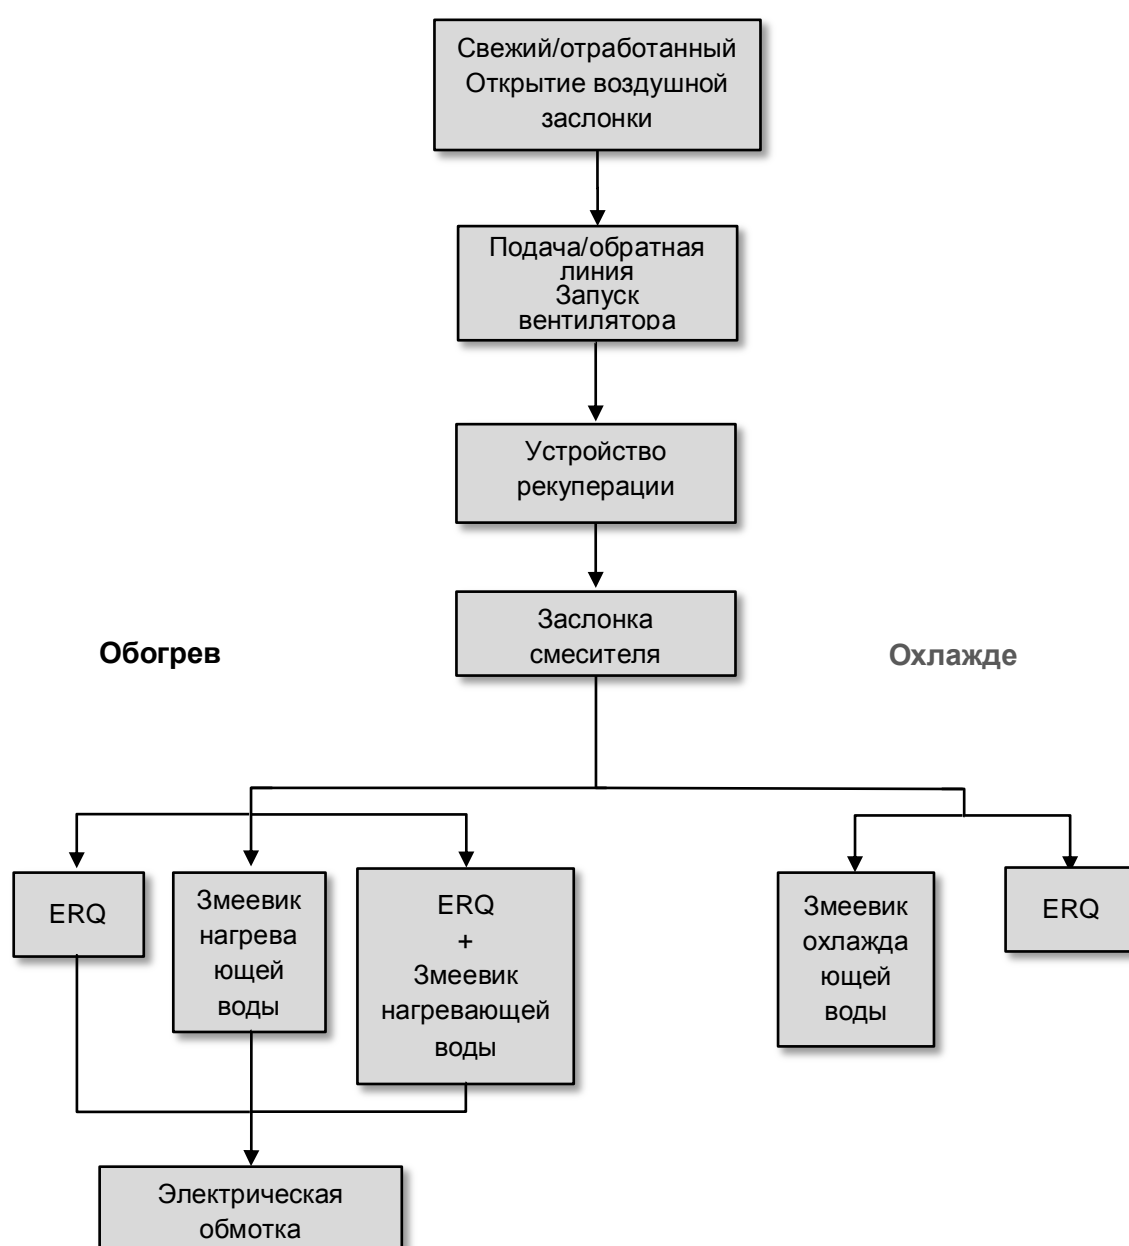 Свежий/отработанный
Открытие воздушной
заслонки
Подача/обратная
линия
Запуск
вентилятора
Устройство
рекуперации
Заслонка
смесителя
Обогрев
Охлажде
ERQ
Змеевик
нагрева
ющей
воды
ERQ
+
Змеевик
нагревающей
воды
Змеевик
охлажда
ющей
воды
ERQ
Электрическая
обмотка